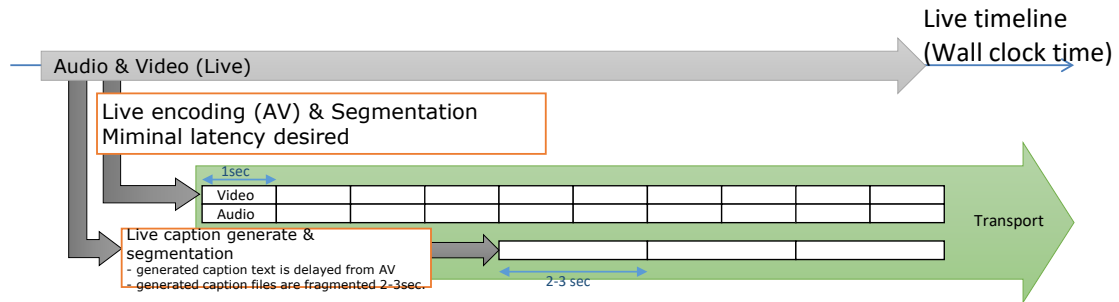 Live timeline
(Wall clock time)
Audio & Video (Live)
Live encoding (AV) & Segmentation
Miminal latency desired
1sec
Video
Audio
Transport
Live caption generate &
segmentation
- generated caption text is delayed from AV
- generated caption files are fragmented 2-3sec.
2-3 sec